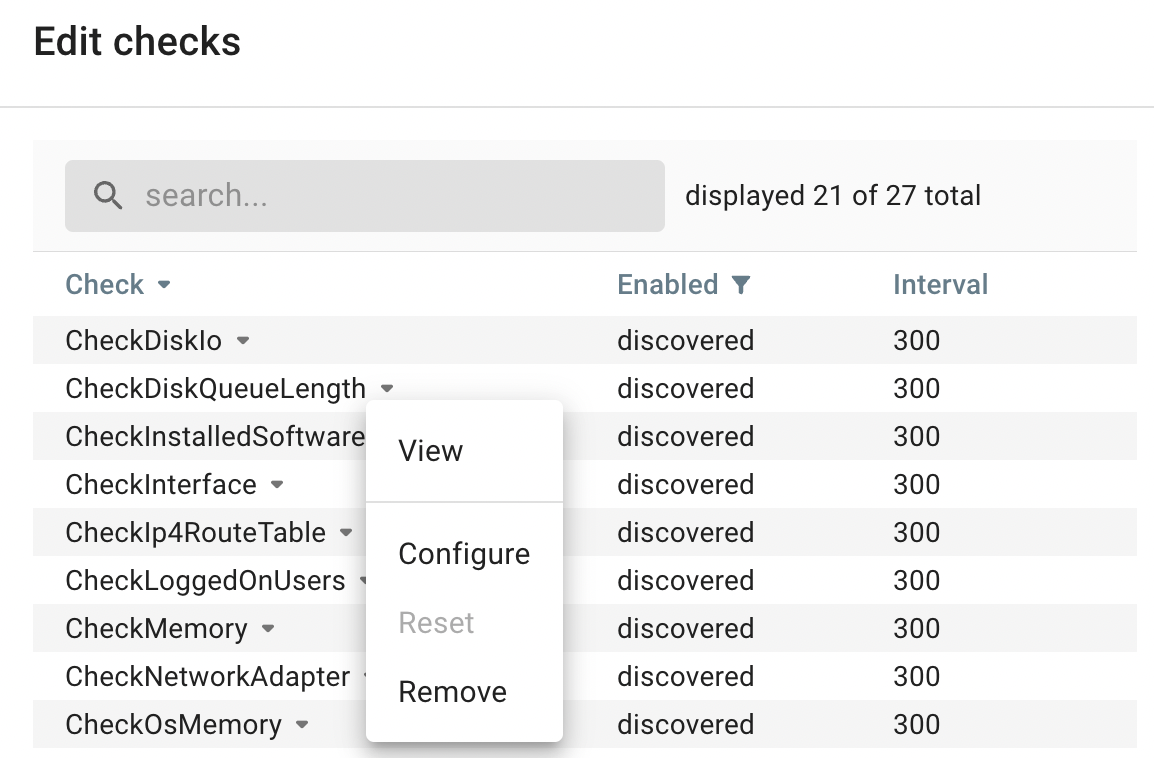 Edit checks
search... displayed 21 of 27 total
Check Enabled Interval
CheckDiskIo discovered 300
CheckDiskQueueLength discovered 300
CheckInstalledSoftware discovered 300
CheckInterface discovered 300
CheckIp4RouteTable discovered 300
CheckLoggedOnUsers discovered 300
CheckMemory discovered 300
CheckNetworkAdapter discovered 300
CheckOsMemory discovered 300
View
Configure
Reset
Remove